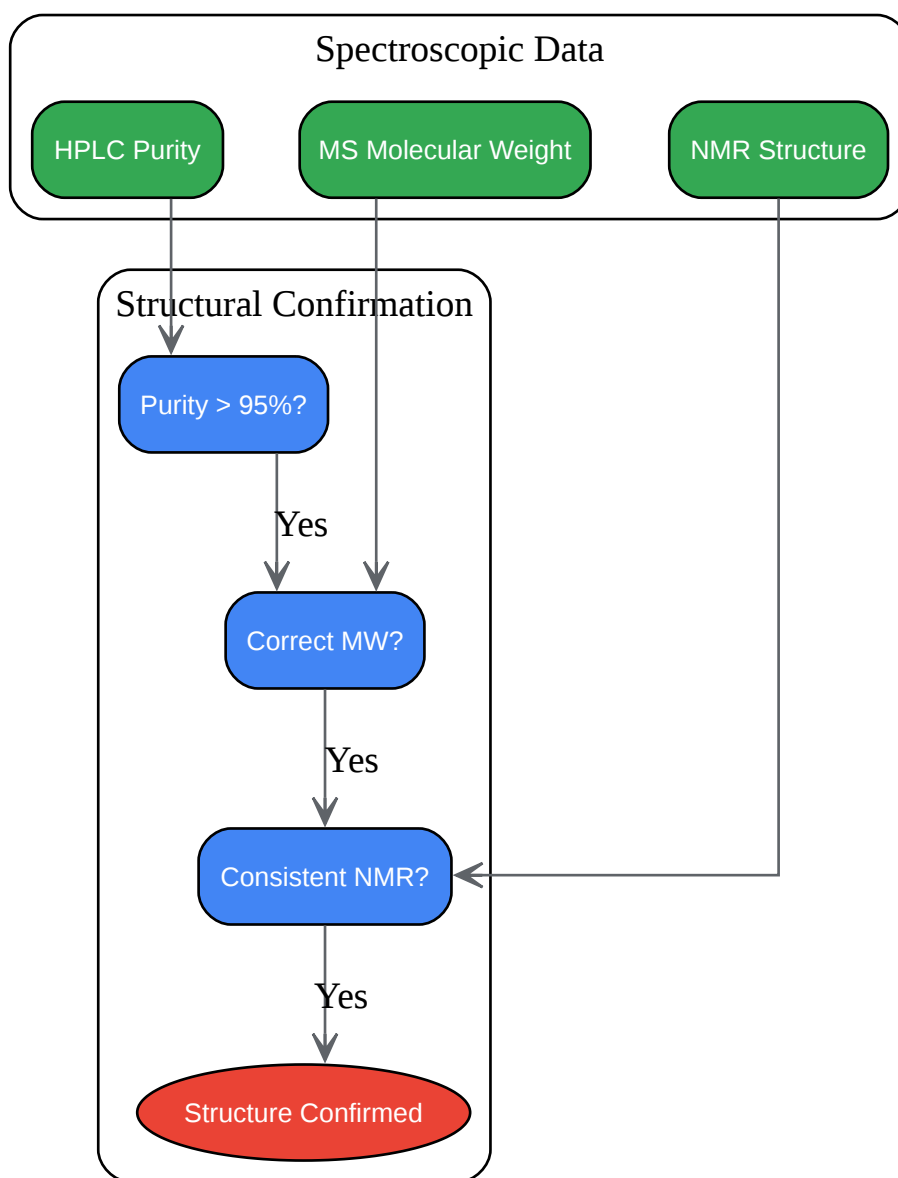 Spectroscopic Data
HPLC Purity
MS Molecular Weight
NMR Structure
Structural Confirmation
Purity > 95%?
Yes
Correct MW?
Yes
Consistent NMR?
Yes
Structure Confirmed